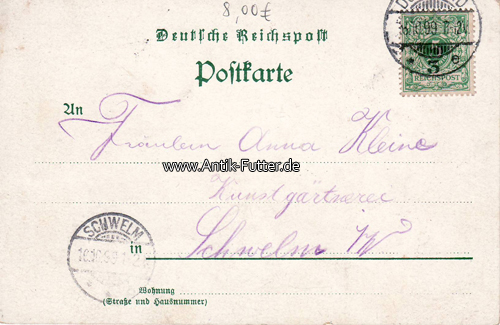 8,00€
Deutsche Reichspost
Postkarte
An Fräulein Anna Kleine
www.Antik-Futter.de
Kunstgärtnerei
in Schwelm W
Wohnung
(Straße und Hausnummer)
REICHSPOST
SCHWELM